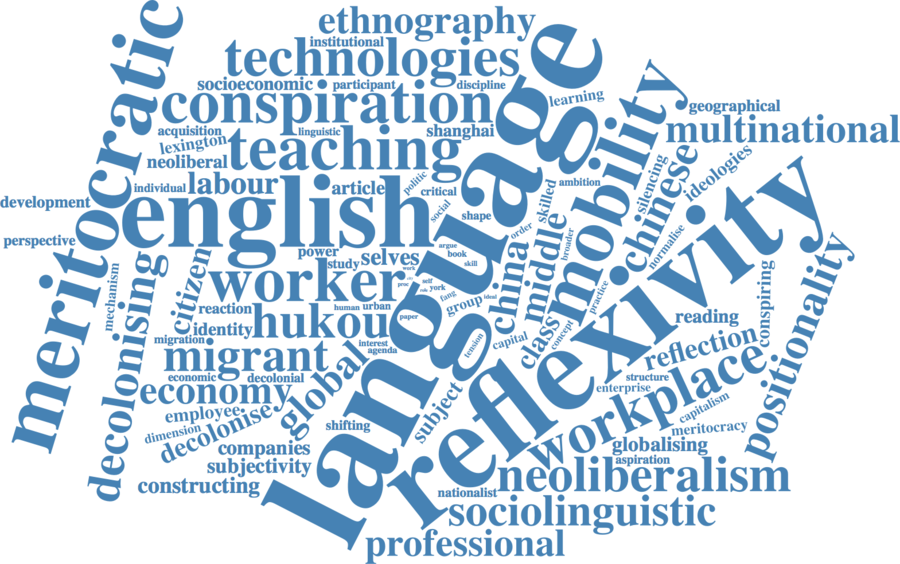 ethnography
institutional
technologies
socioeconomic
participant
discipline
conspiration
learning
geographical
acquisition
linguistic
shanghai
multinational
lexington
teaching
neoliberal
meritocratic
language
mobility
silencing
chinese
ideologies
individual
labour
article
politic
critical
ambition
development
english
social
shape
skilled
order
broader
normalise
perspective
power
argue
book
skill
study
selves
middle
china
reflexivity
mechanism
decolonising
citizen
worker
work
proc
self
role
york
fang
group
ideal
practice
conspiring
positionality
reaction
human
urban
hukou
paper
reading
identity
capital
class
concept
migration
interest
agenda
tension
reflection
migrant
global
economic
decolonial
structure
enterprise
economy
subject
workplace
capitalism
employee
decolonise
dimension
shifting
meritocracy
companies
globalising
subjectivity
aspiration
constructing
neoliberalism
nationalist
sociolinguistic
professional